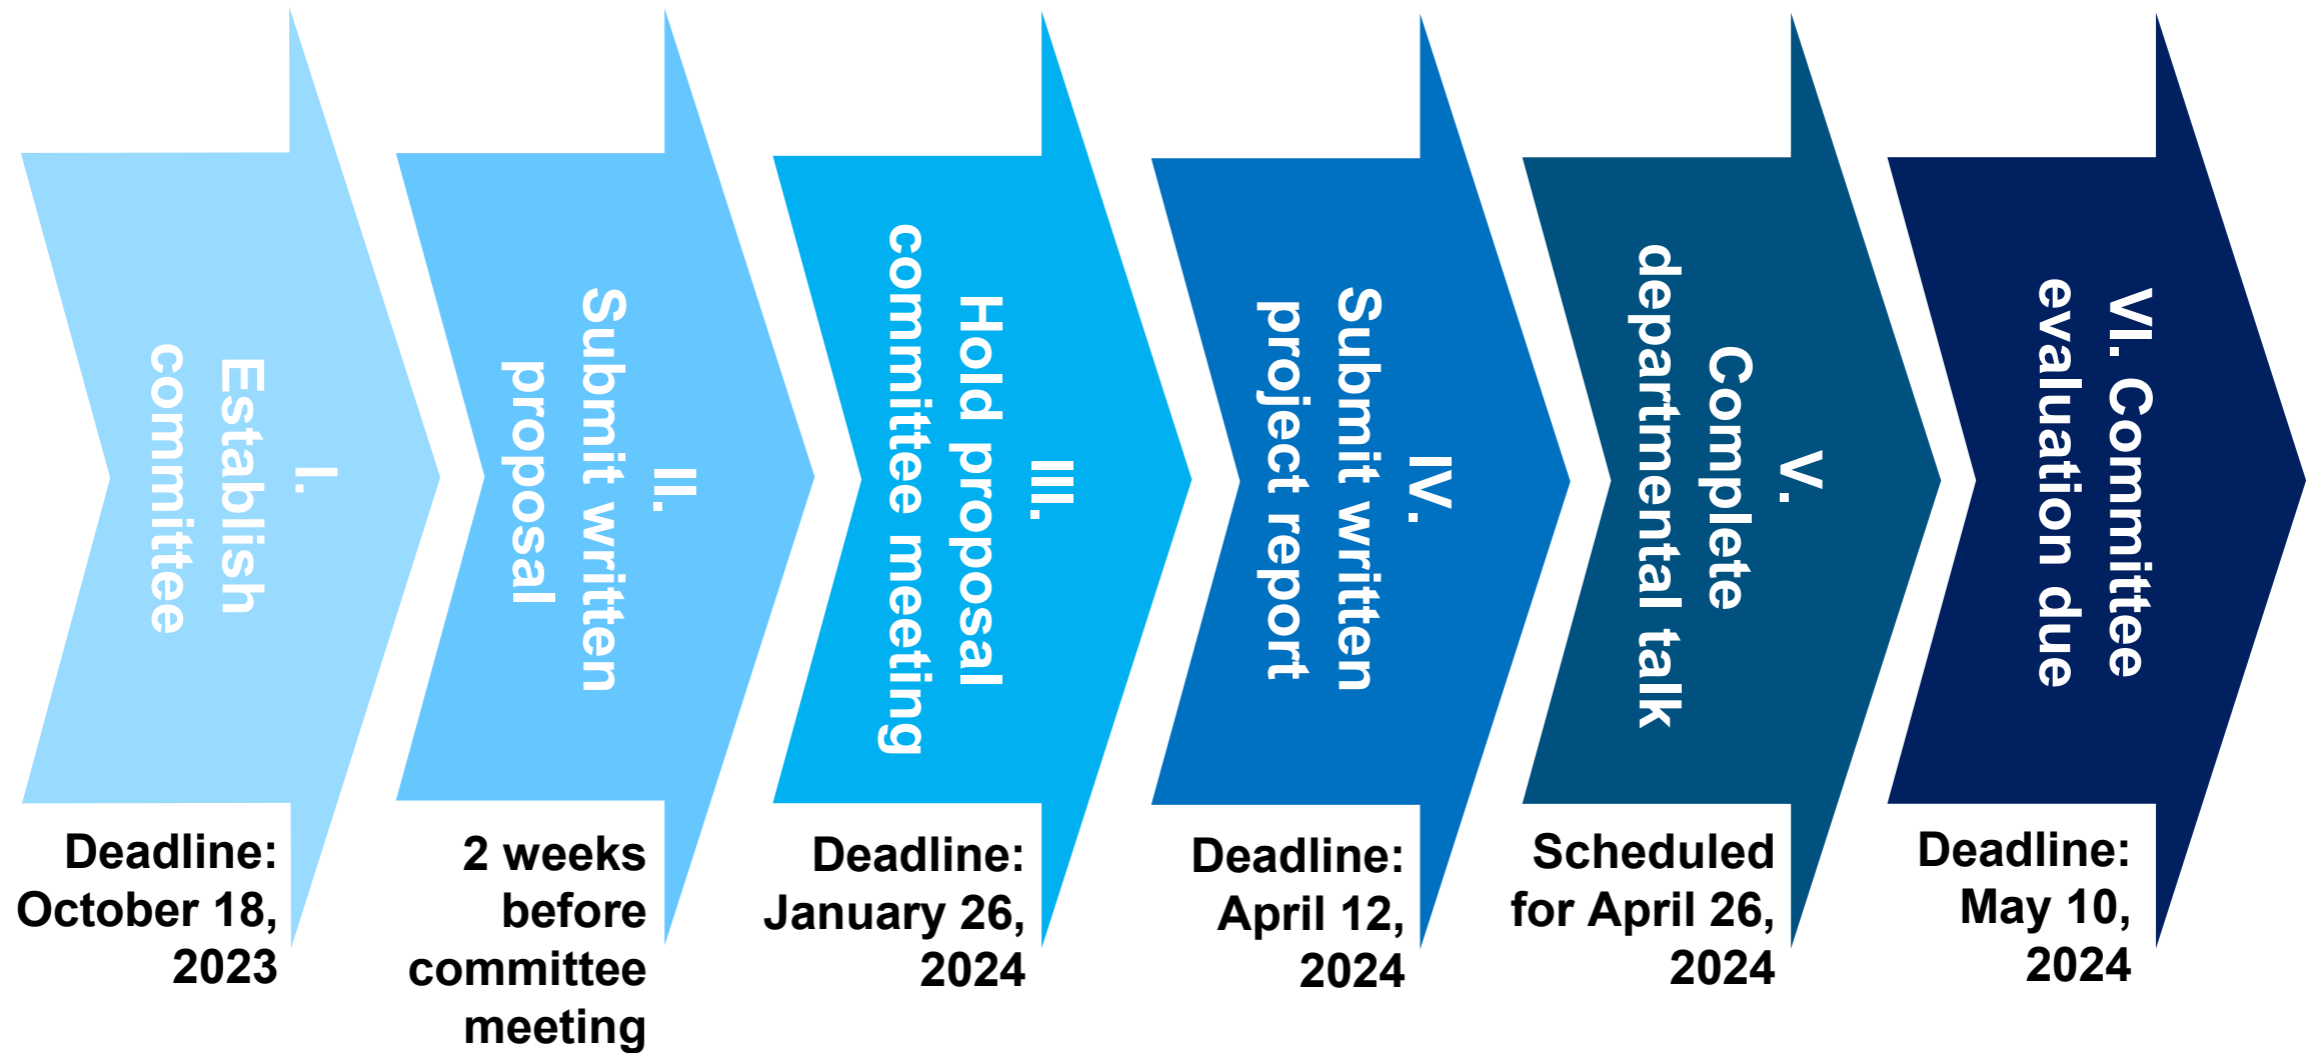 I.
Establish
committee
Deadline:
October 18,
2023
II.
Submit written
proposal
2 weeks
before
committee
meeting
III.
Hold proposal
committee meeting
Deadline:
January 26,
2024
IV.
Submit written
project report
Deadline:
April 12,
2024
V.
Complete
departmental talk
Scheduled
for April 26,
2024
VI. Committee
evaluation due
Deadline:
May 10,
2024